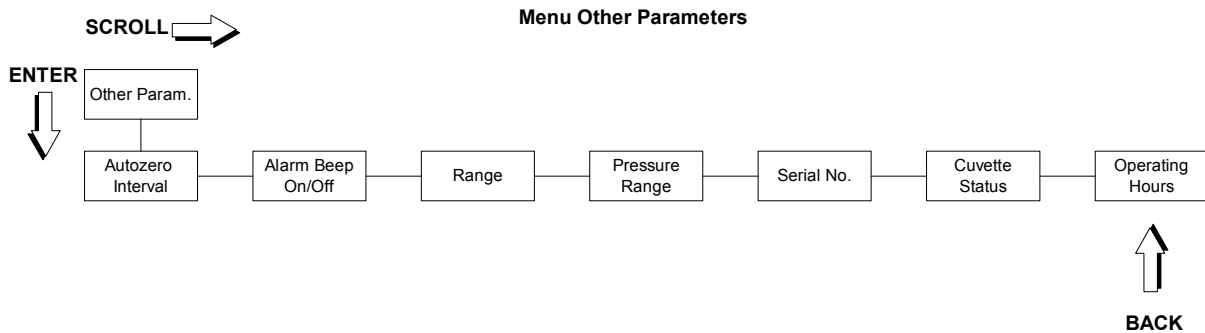 Menu Other Parameters
SCROLL
ENTER
Other Param.
Autozero
Interval
Alarm Beep
On/Off
Range
Pressure
Range
Serial No.
Cuvette
Status
Operating
Hours
BACK